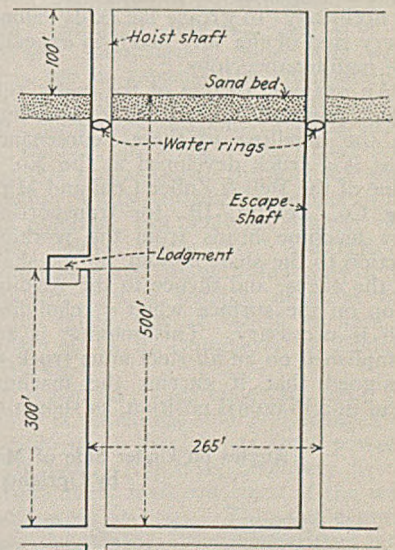 100'
Hoist shaft
Sand bed
Water rings
Escape
shaft
Lodgment
500'
300'
265'